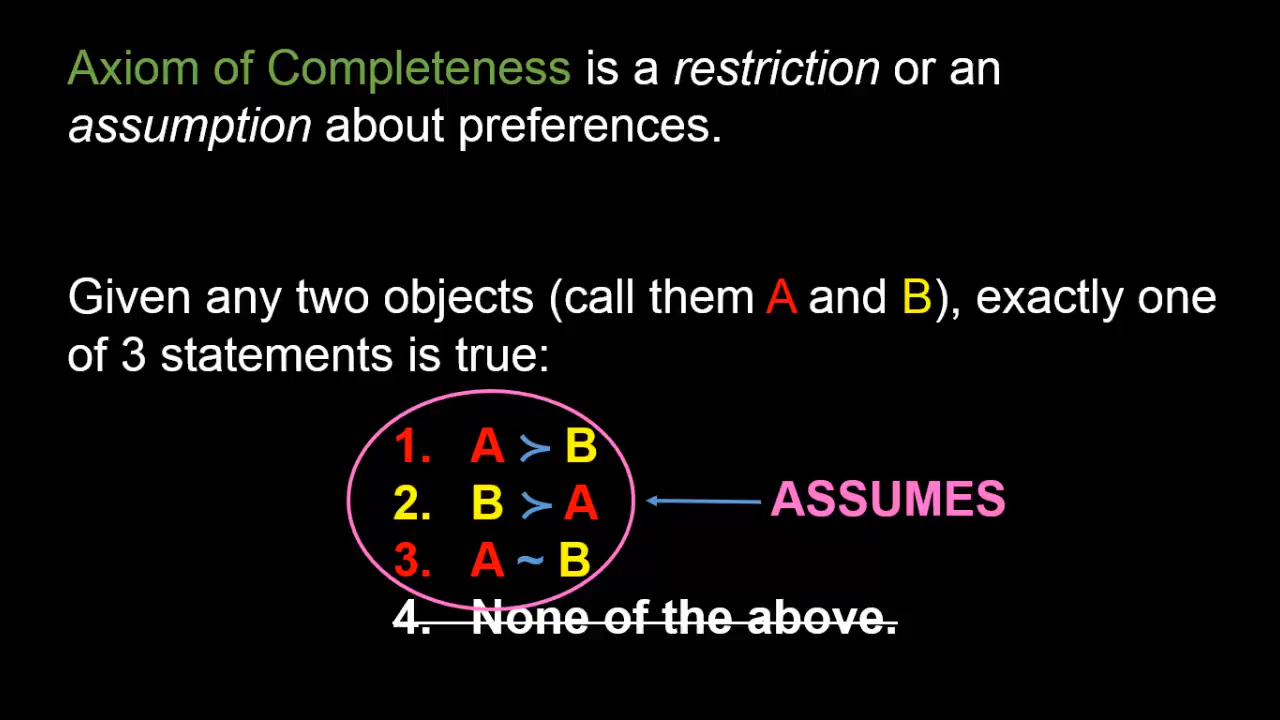 Axiom of Completeness is a restriction or an
assumption about preferences.
Given any two objects (call them A and B), exactly one
of 3 statements is true:
1. A ≻ B
2. B ≻ A
3. A ~ B
4. None of the above.
ASSUMES